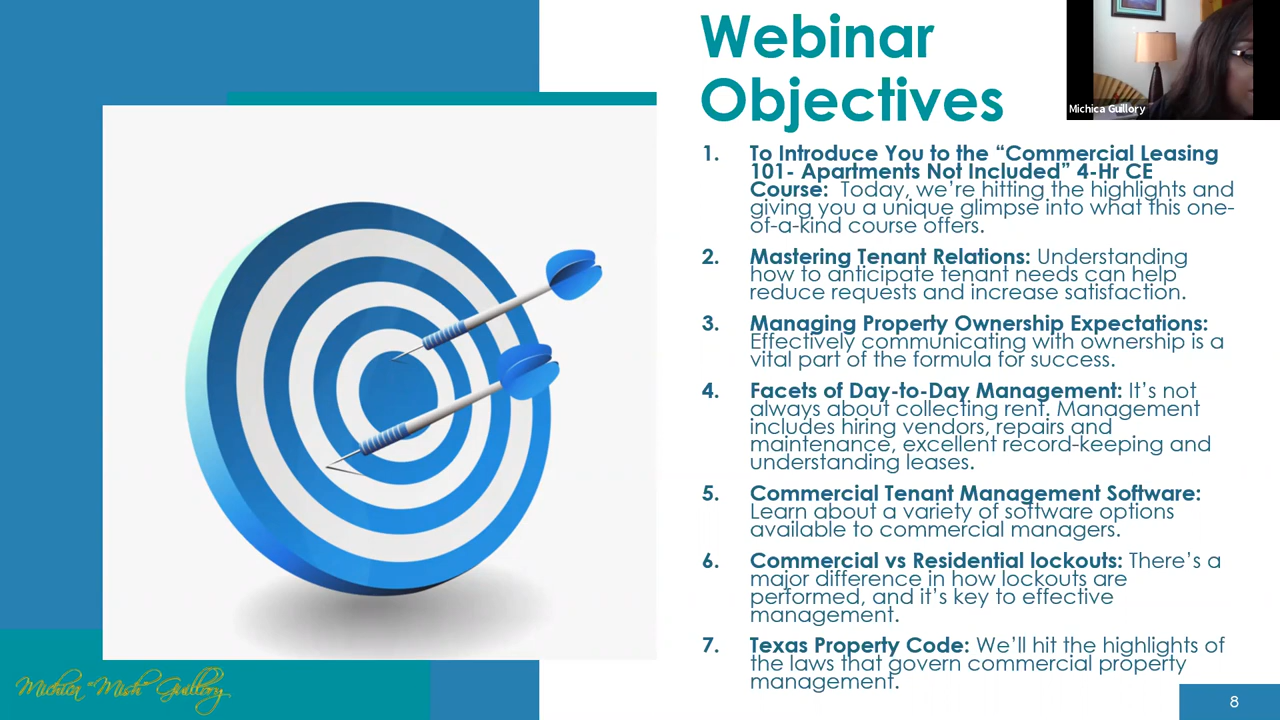 Webinar
Objectives
Michica Guillory
1. To Introduce You to the “Commercial Leasing
101- Apartments Not Included” 4-Hr CE
Course: Today, we’re hitting the highlights and
giving you a unique glimpse into what this one-
of-a-kind course offers.
2. Mastering Tenant Relations: Understanding
how to anticipate tenant needs can help
reduce requests and increase satisfaction.
3. Managing Property Ownership Expectations:
Effectively communicating with ownership is a
vital part of the formula for success.
4. Facets of Day-to-Day Management: It’s not
always about collecting rent. Management
includes hiring vendors, repairs and
maintenance, excellent record-keeping and
understanding leases.
5. Commercial Tenant Management Software:
Learn about a variety of software options
available to commercial managers.
6. Commercial vs Residential lockouts: There’s a
major difference in how lockouts are
performed, and it’s key to effective
management.
7. Texas Property Code: We’ll hit the highlights of
the laws that govern commercial property
management.
Michica “Mish” Guillory
8